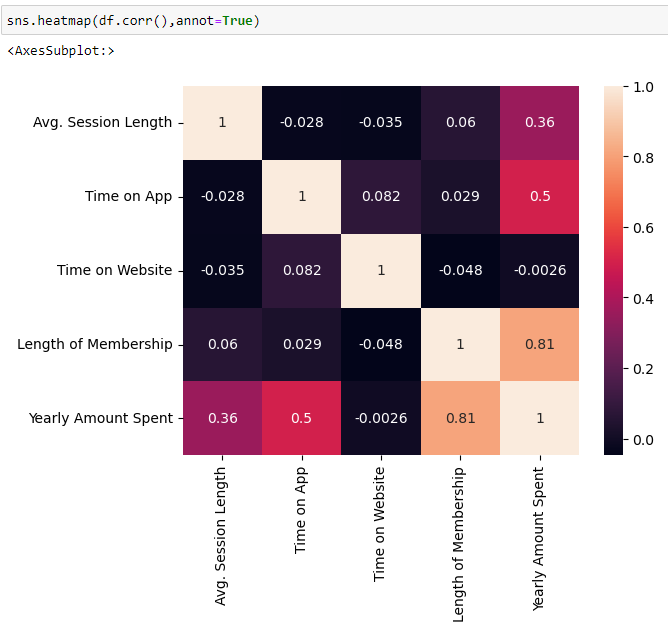 sns.heatmap(df.corr(),annot=True)
<AxesSubplot:>
1.0
Avg. Session Length 1 -0.028 -0.035 0.06 0.36
0.8
Time on App -0.028 1 0.082 0.029 0.5
0.6
Time on Website -0.035 0.082 1 -0.048 -0.0026
0.4
Length of Membership 0.06 0.029 -0.048 1 0.81
0.2
Yearly Amount Spent 0.36 0.5 -0.0026 0.81 1
0.0
Avg. Session Length
Time on App
Time on Website
Length of Membership
Yearly Amount Spent